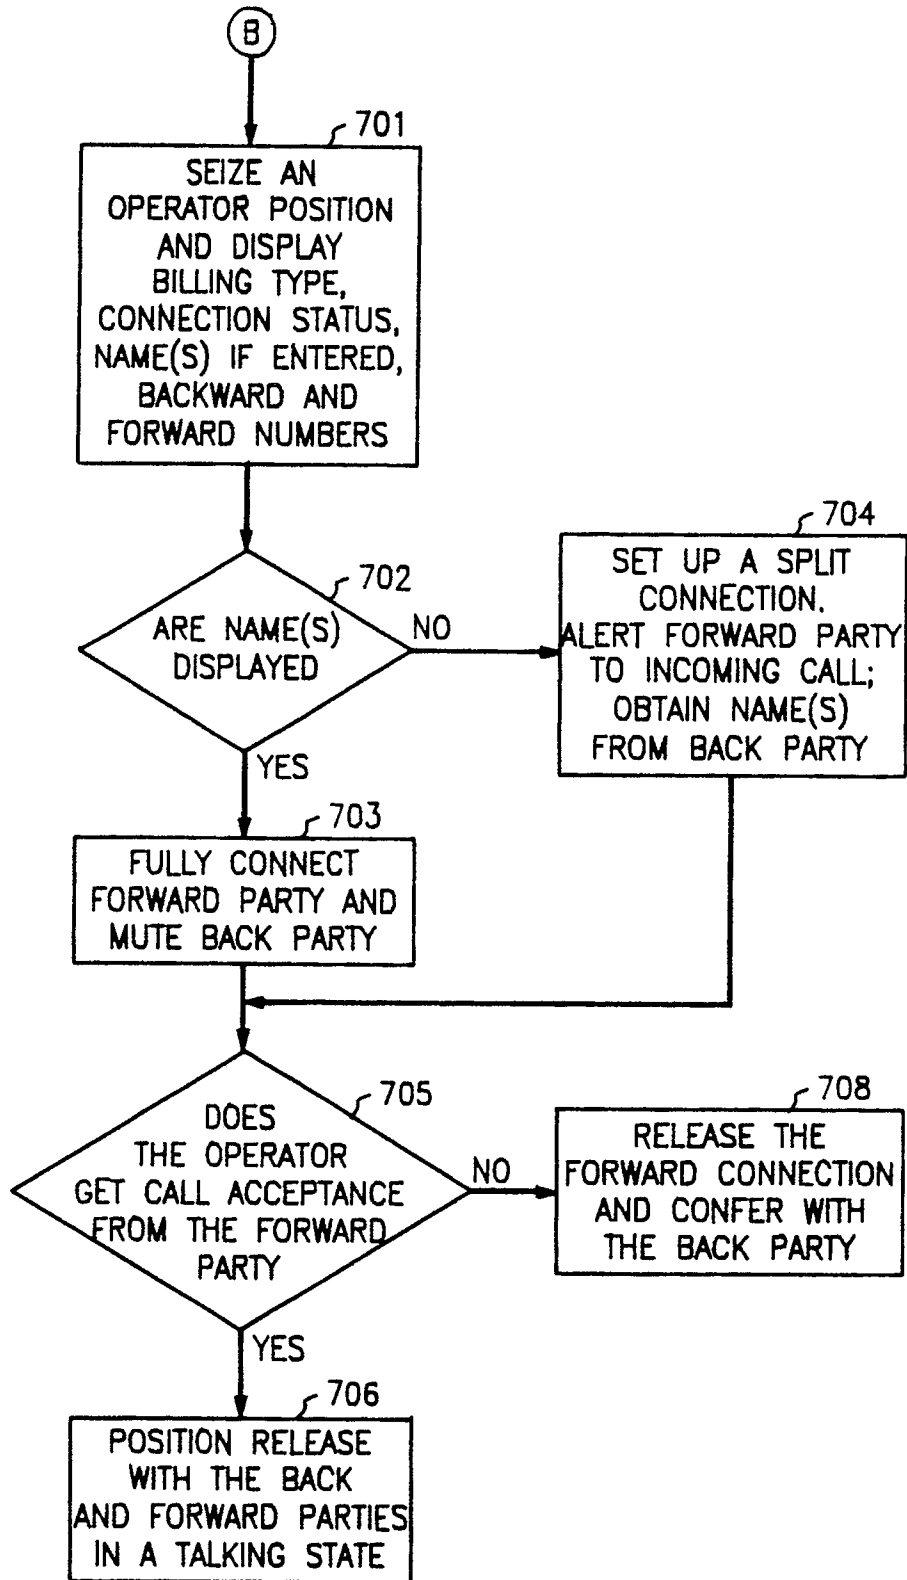 B
701
SEIZE AN
OPERATOR POSITION
AND DISPLAY
BILLING TYPE,
CONNECTION STATUS,
NAME(S) IF ENTERED,
BACKWARD AND
FORWARD NUMBERS
702
ARE NAME(S)
DISPLAYED
NO
704
SET UP A SPLIT
CONNECTION.
ALERT FORWARD PARTY
TO INCOMING CALL;
OBTAIN NAME(S)
FROM BACK PARTY
YES
703
FULLY CONNECT
FORWARD PARTY AND
MUTE BACK PARTY
705
DOES
THE OPERATOR
GET CALL ACCEPTANCE
FROM THE FORWARD
PARTY
NO
708
RELEASE THE
FORWARD CONNECTION
AND CONFER WITH
THE BACK PARTY
YES
706
POSITION RELEASE
WITH THE BACK
AND FORWARD PARTIES
IN A TALKING STATE